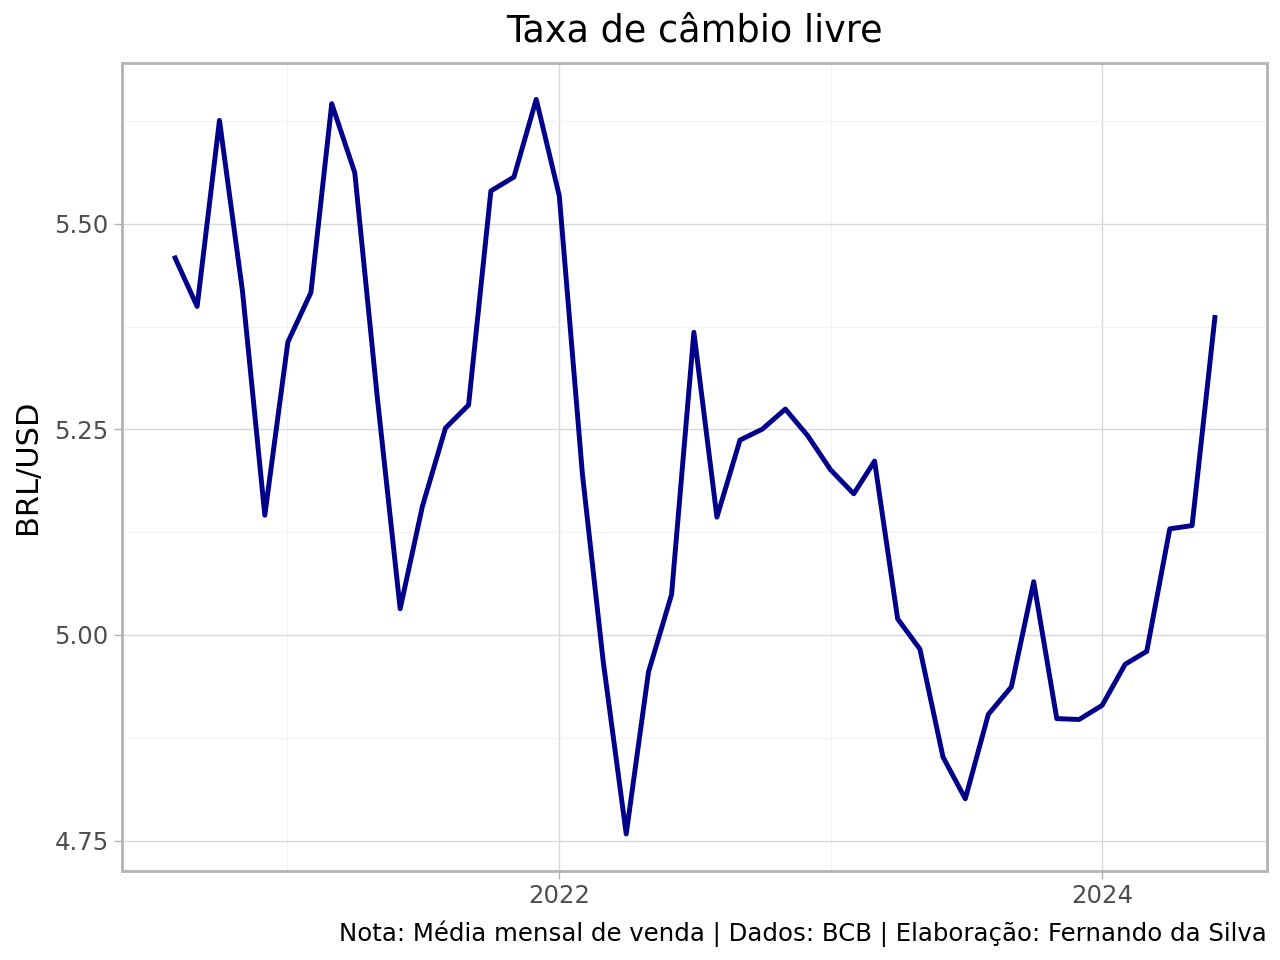 Taxa de câmbio livre
BRL/USD
5.50
5.25
5.00
4.75
2022
2024
Nota: Média mensal de venda | Dados: BCB | Elaboração: Fernando da Silva